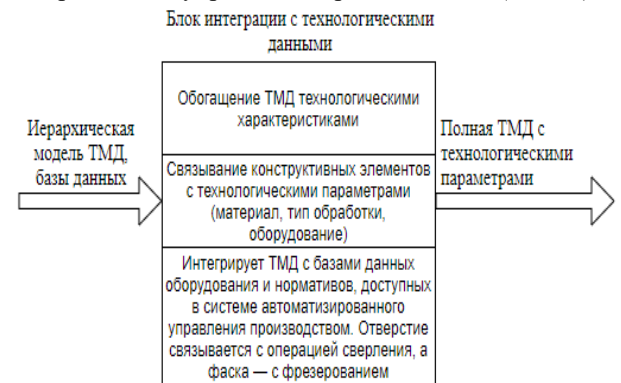 Блок интеграции с технологическими
данными
Обогащение ТМД технологическими
характеристиками
Иерархическая
модель ТМД,
базы данных
Связывание конструктивных элементов
с технологическими параметрами
(материал, тип обработки,
оборудование)
Полная ТМД с
технологическими
параметрами
Интегрирует ТМД с базами данных
оборудования и нормативов, доступных
в системе автоматизированного
управления производством. Отверстие
связывается с операцией сверления, а
фаска — с фрезерованием